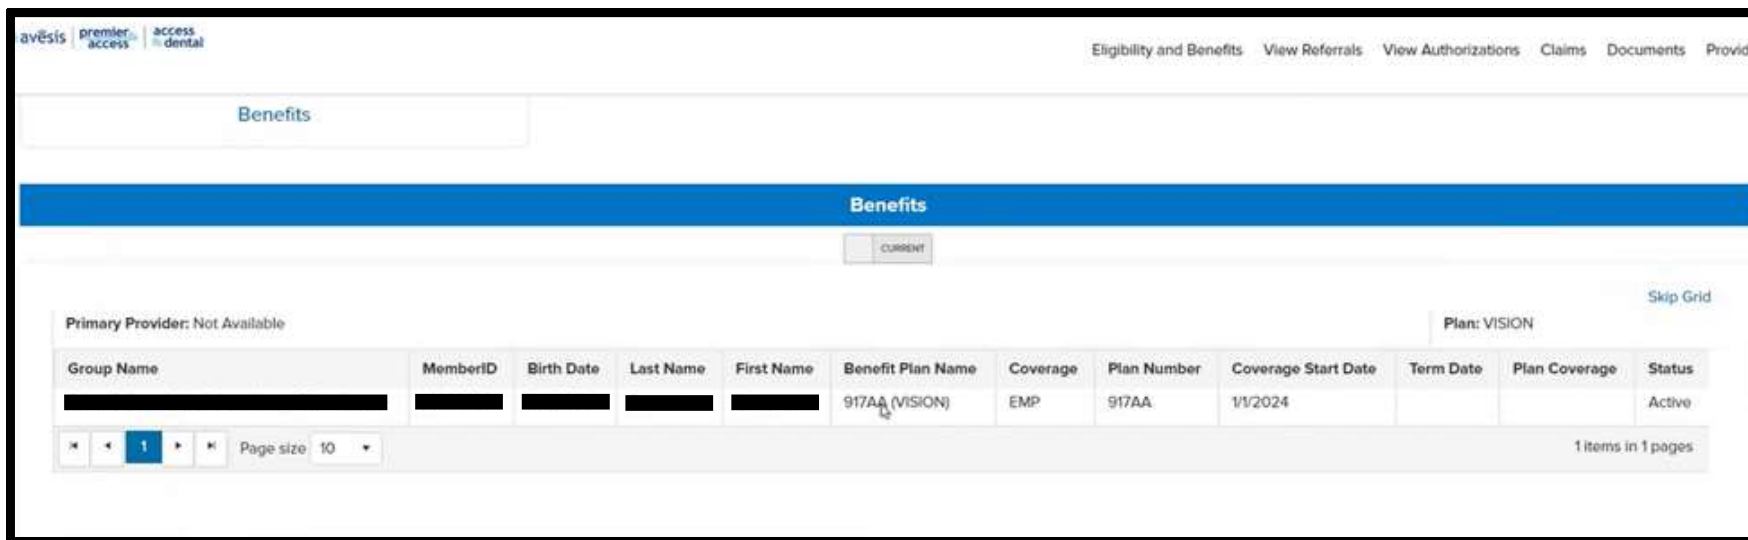 avēsis | premier access | access dental
Eligibility and Benefits View Referrals View Authorizations Claims Documents Provid
Benefits
Benefits
CURRENT
Skip Grid
Primary Provider: Not Available Plan: VISION
Group Name MemberID Birth Date Last Name First Name Benefit Plan Name Coverage Plan Number Coverage Start Date Term Date Plan Coverage Status
917AA (VISION) EMP 917AA 1/1/2024 Active
1 Page size 10 1 items in 1 pages